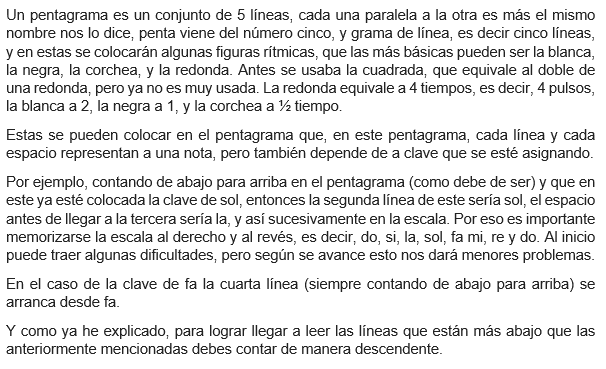 Un pentagrama es un conjunto de 5 líneas, cada una paralela a la otra es más el mismo
nombre nos lo dice, penta viene del número cinco, y grama de línea, es decir cinco líneas,
y en estas se colocarán algunas figuras rítmicas, que las más básicas pueden ser la blanca,
la negra, la corchea, y la redonda. Antes se usaba la cuadrada, que equivale al doble de
una redonda, pero ya no es muy usada. La redonda equivale a 4 tiempos, es decir, 4 pulsos,
la blanca a 2, la negra a 1, y la corchea a ½ tiempo.
Estas se pueden colocar en el pentagrama que, en este pentagrama, cada línea y cada
espacio representan a una nota, pero también depende de a clave que se esté asignando.
Por ejemplo, contando de abajo para arriba en el pentagrama (como debe de ser) y que en
este ya esté colocada la clave de sol, entonces la segunda línea de este sería sol, el espacio
antes de llegar a la tercera sería la, y así sucesivamente en la escala. Por eso es importante
memorizarse la escala al derecho y al revés, es decir, do, si, la, sol, fa mi, re y do. Al inicio
puede traer algunas dificultades, pero según se avance esto nos dará menores problemas.
En el caso de la clave de fa la cuarta línea (siempre contando de abajo para arriba) se
arranca desde fa.
Y como ya he explicado, para lograr llegar a leer las líneas que están más abajo que las
anteriormente mencionadas debes contar de manera descendente.